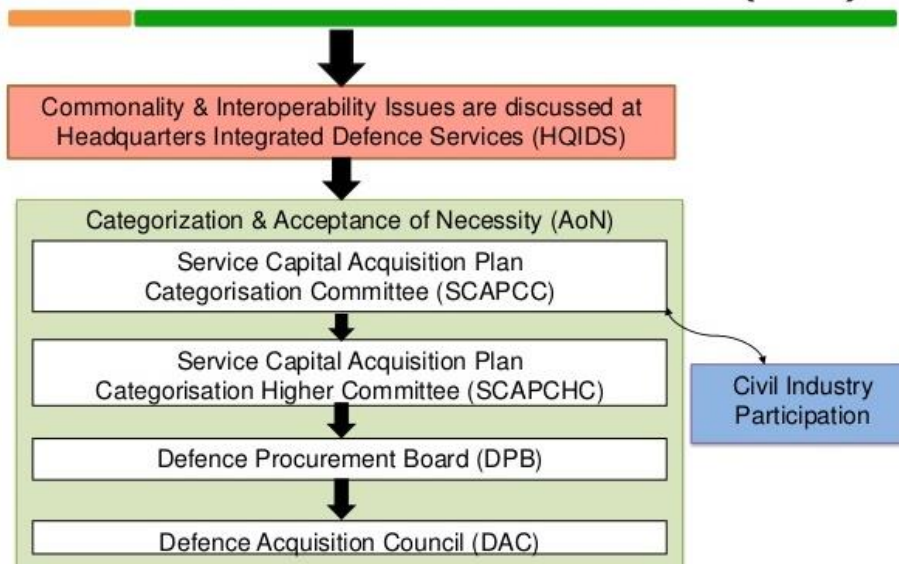 Commonality & Interoperability Issues are discussed at
Headquarters Integrated Defence Services (HQIDS)
Categorization & Acceptance of Necessity (AoN)
Service Capital Acquisition Plan
Categorisation Committee (SCAPCC)
Service Capital Acquisition Plan
Categorisation Higher Committee (SCAPCHC)
Civil Industry
Participation
Defence Procurement Board (DPB)
Defence Acquisition Council (DAC)